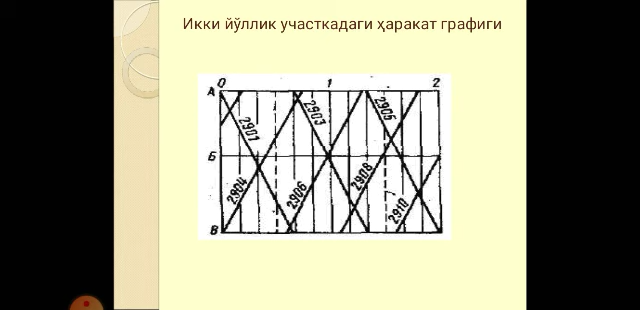 Икки йўллик участкадаги ҳаракат графиги
0 1 2
А
2901 2903 2905
Б
2904 2906 2908 2910
В